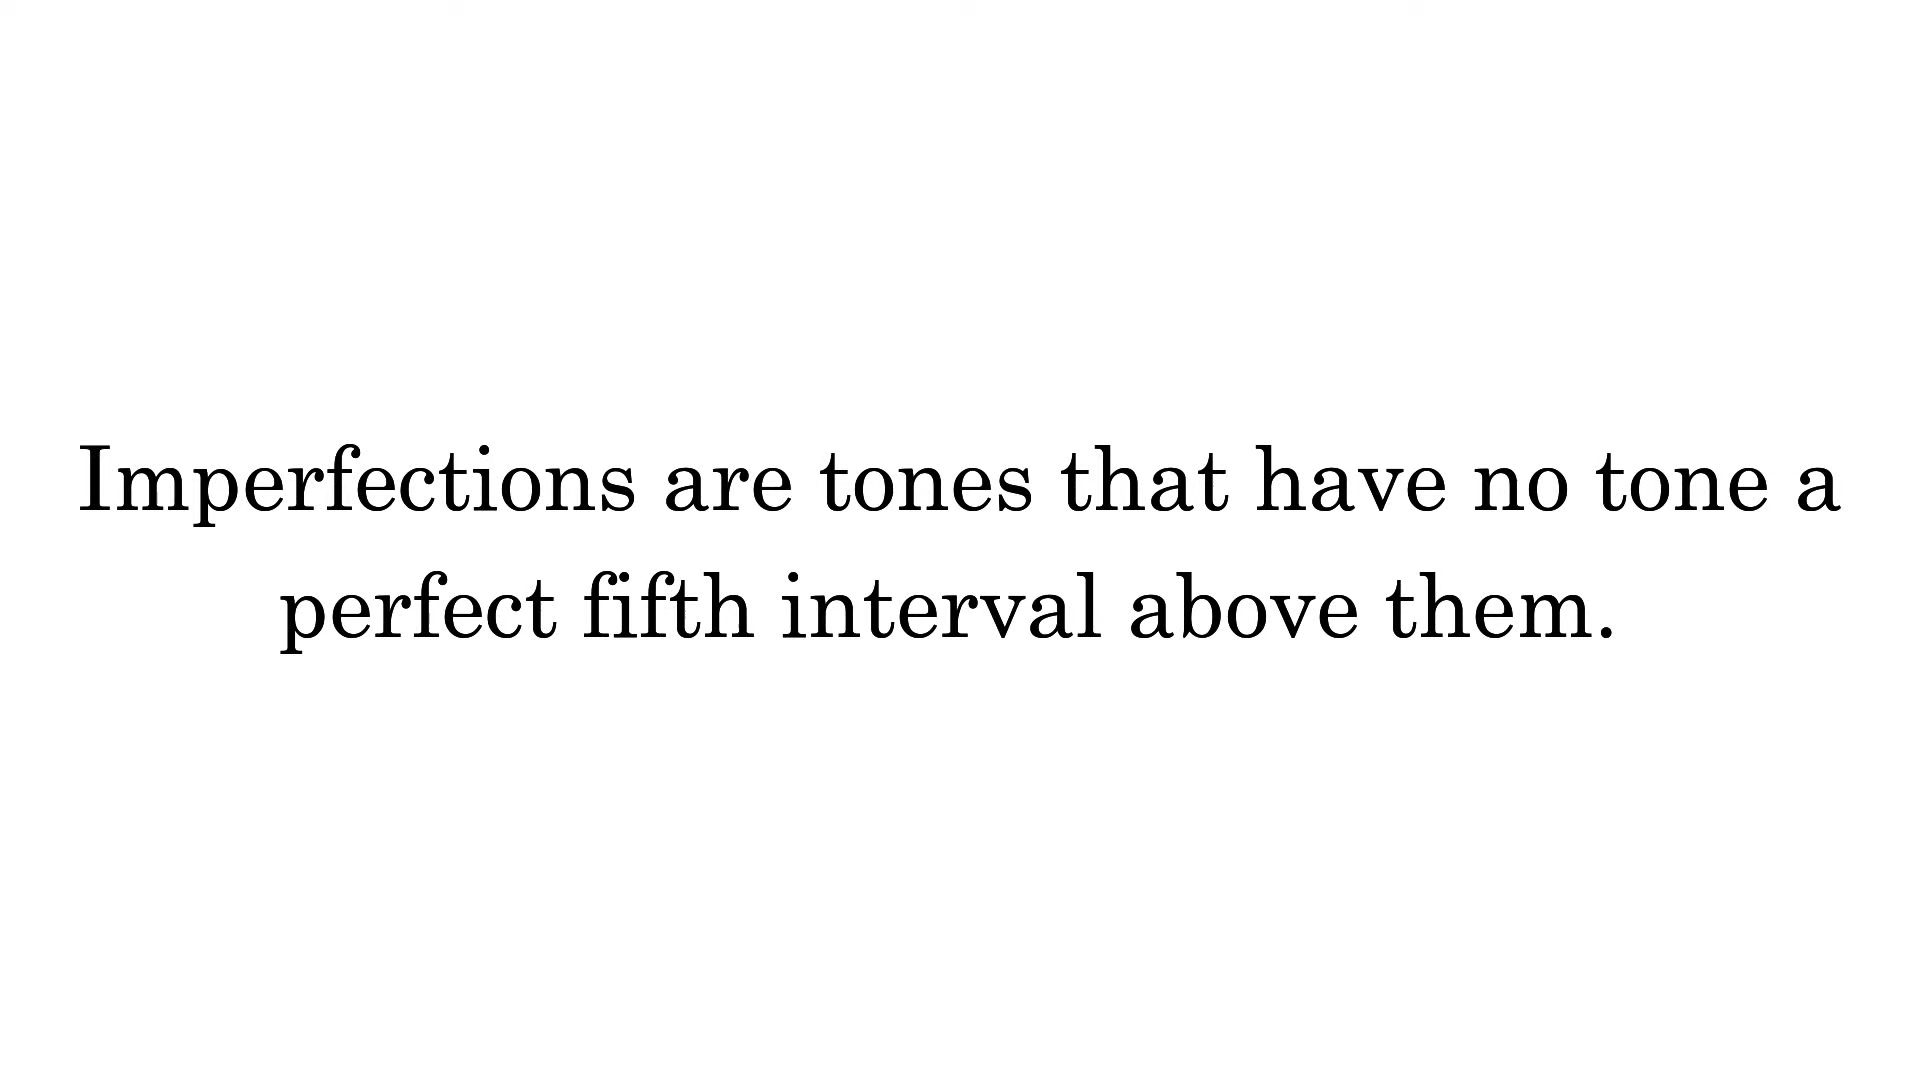 Imperfections are tones that have no tone a
perfect fifth interval above them.